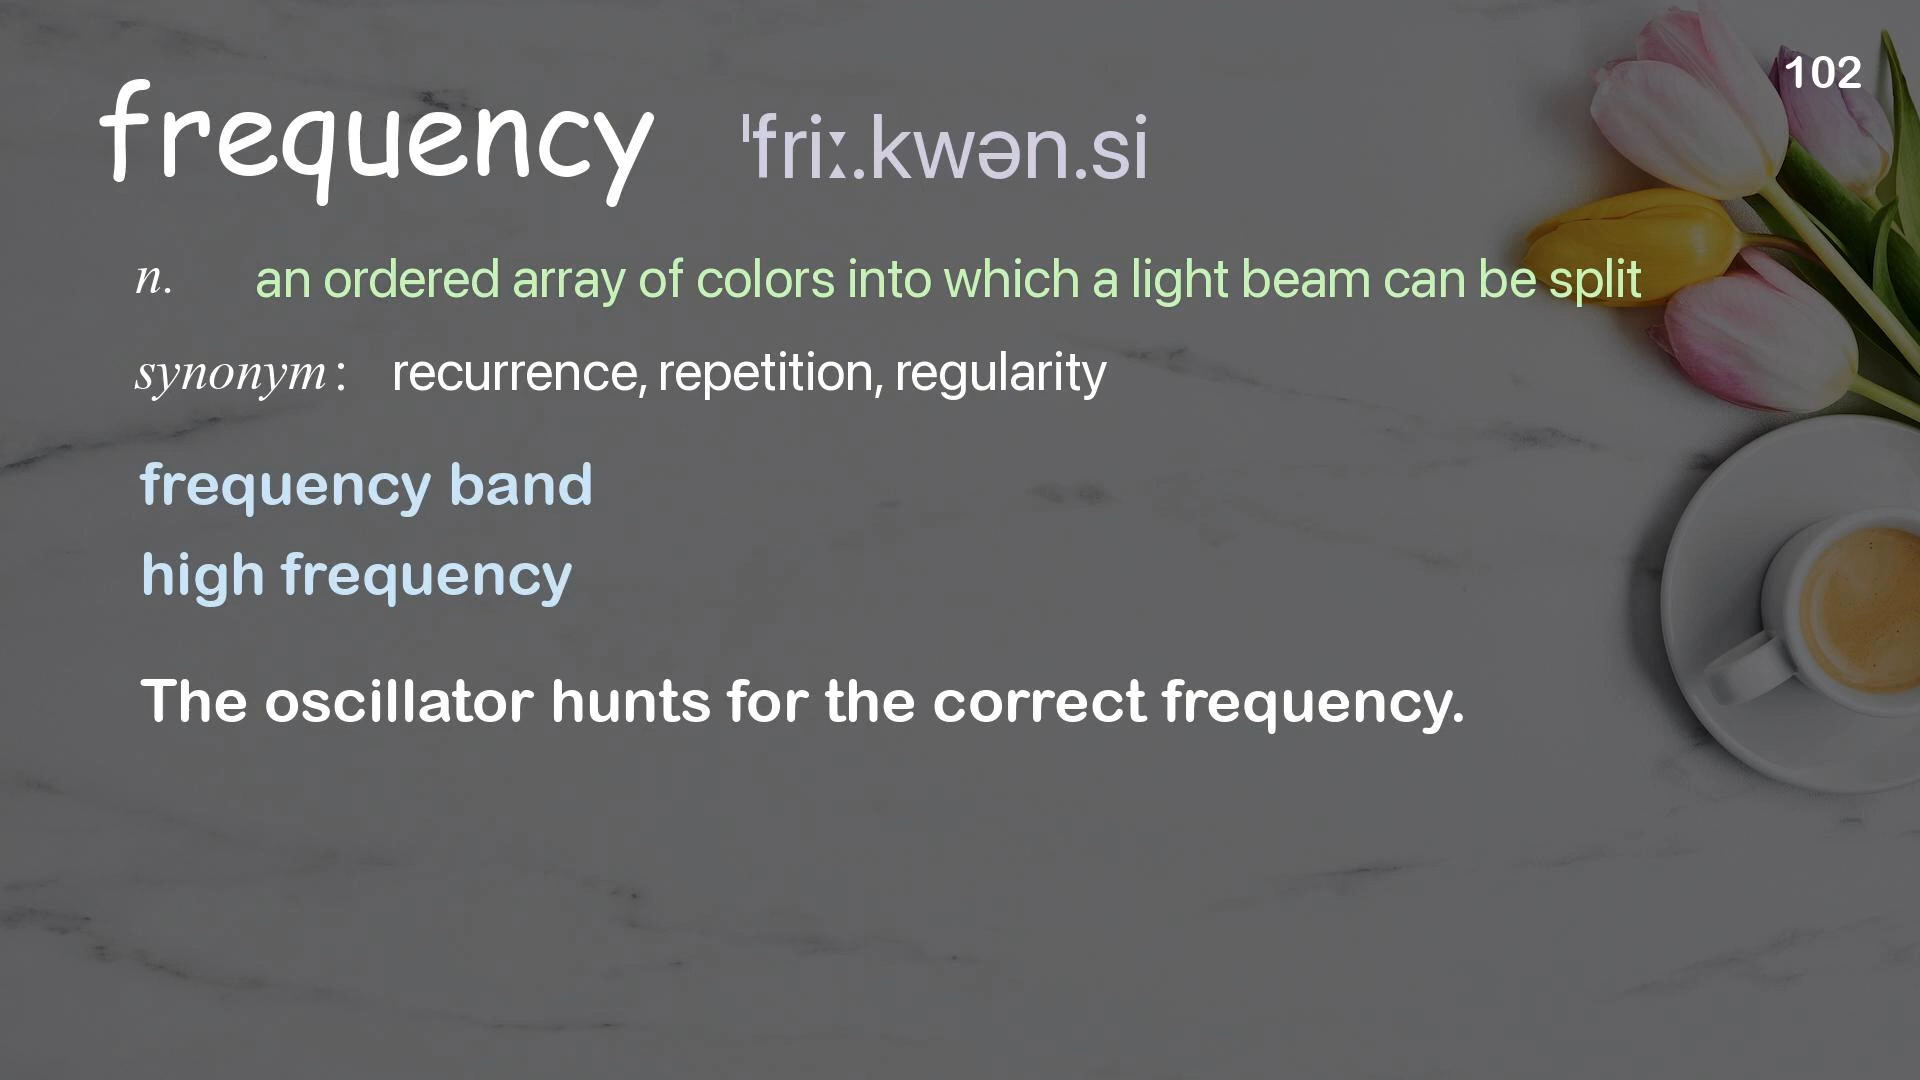 102
frequency ˈfriː.kwən.si
n. an ordered array of colors into which a light beam can be split
synonym : recurrence, repetition, regularity
frequency band
high frequency
The oscillator hunts for the correct frequency.